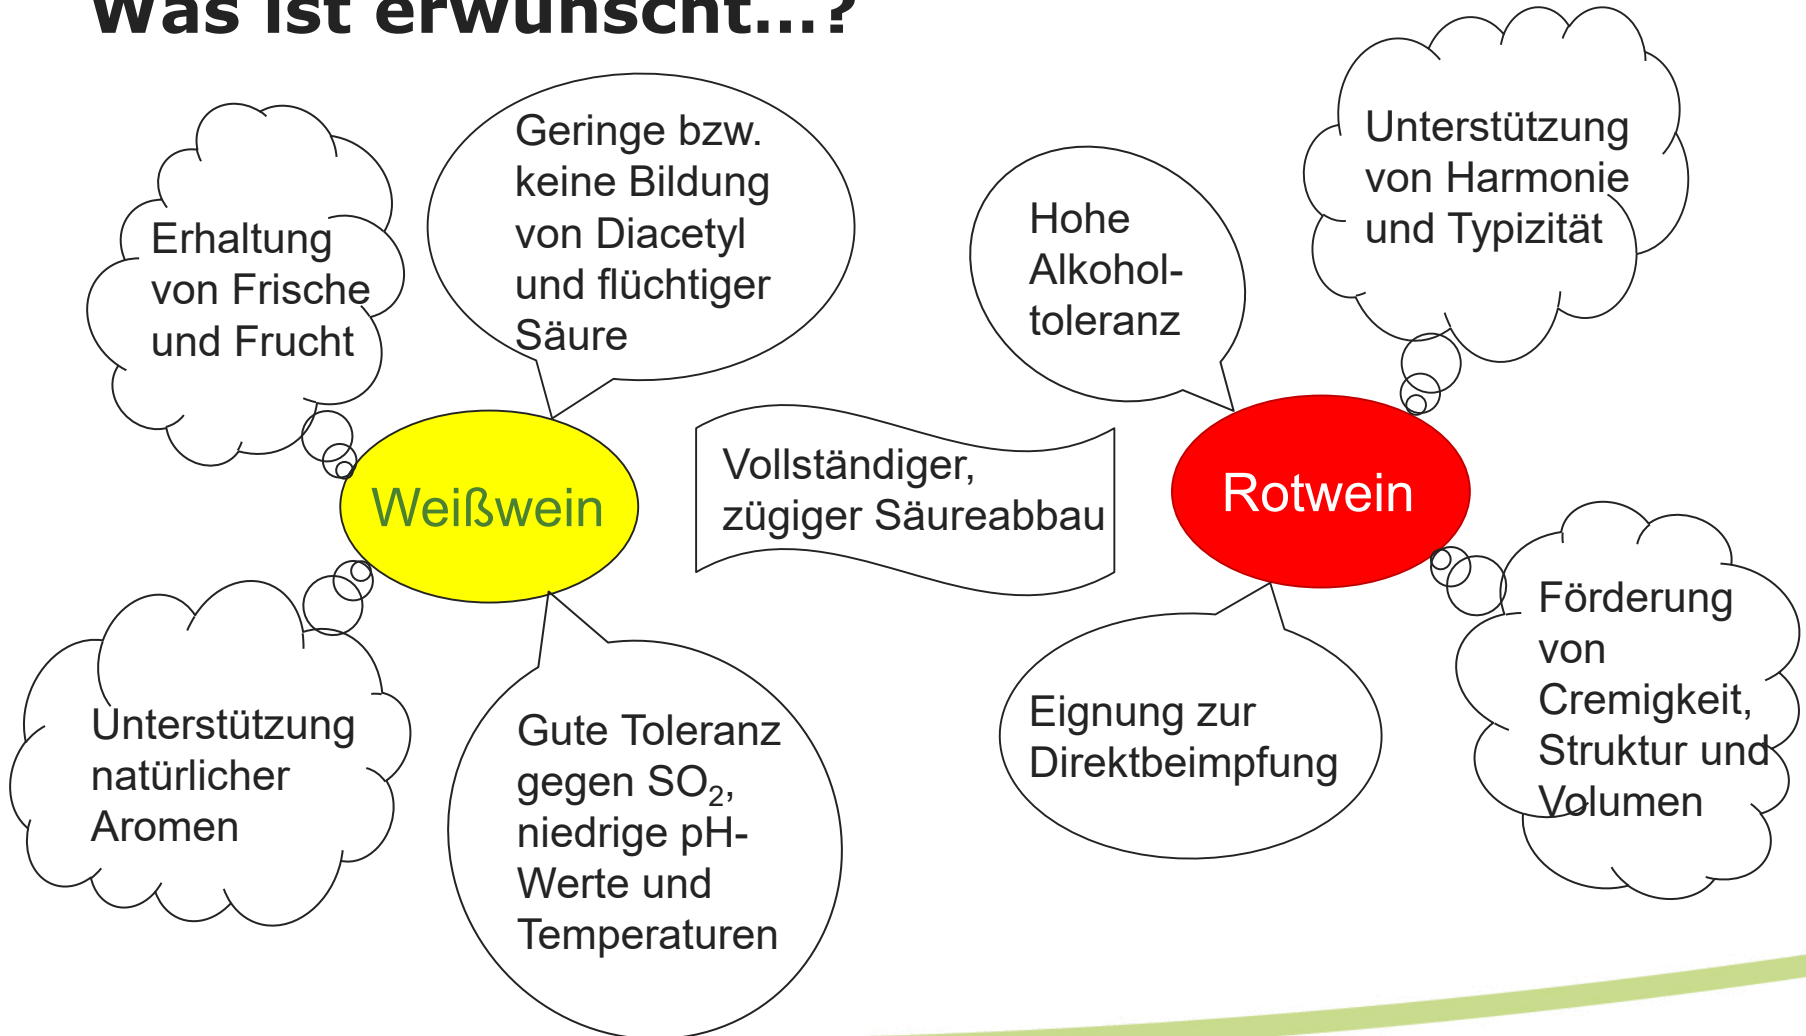 Was ist erwünscht...?
Erhaltung
von Frische
und Frucht
Geringe bzw.
keine Bildung
von Diacetyl
und flüchtiger
Säure
Hohe
Alkohol-
toleranz
Unterstützung
von Harmonie
und Typizität
Weißwein
Vollständiger,
zügiger Säureabbau
Rotwein
Unterstützung
natürlicher
Aromen
Gute Toleranz
gegen SO₂,
niedrige pH-
Werte und
Temperaturen
Eignung zur
Direktbeimpfung
Förderung
von
Cremigkeit,
Struktur und
Volumen